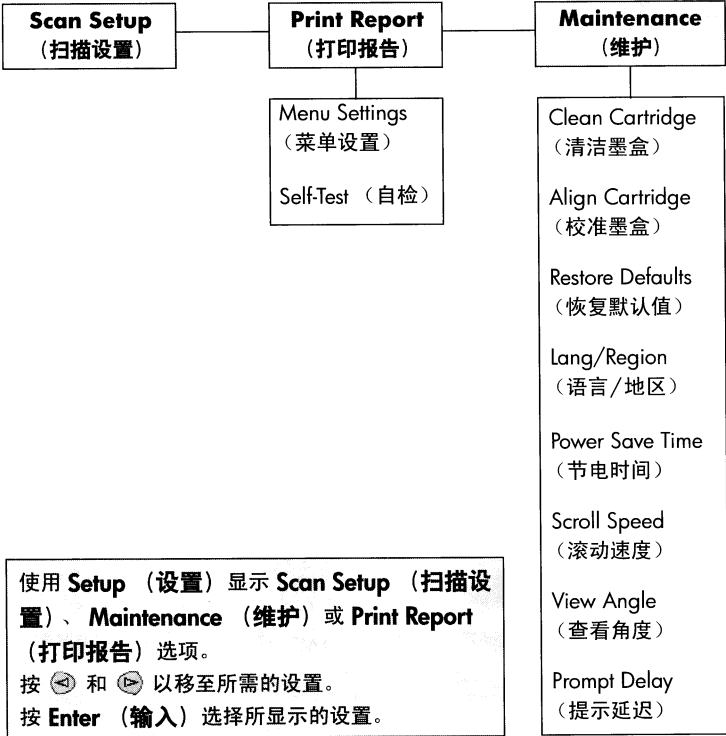 Scan Setup
（扫描设置）
Print Report
（打印报告）
Maintenance
（维护）
Menu Settings
（菜单设置）
Self-Test （自检）
Clean Cartridge
（清洁墨盒）
Align Cartridge
（校准墨盒）
Restore Defaults
（恢复默认值）
Lang/Region
（语言/地区）
Power Save Time
（节电时间）
Scroll Speed
（滚动速度）
View Angle
（查看角度）
Prompt Delay
（提示延迟）
使用 Setup （设置）显示 Scan Setup （扫描设
置）、 Maintenance （维护）或 Print Report
（打印报告）选项。
按 和 以移至所需的设置。
按 Enter （输入）选择所显示的设置。